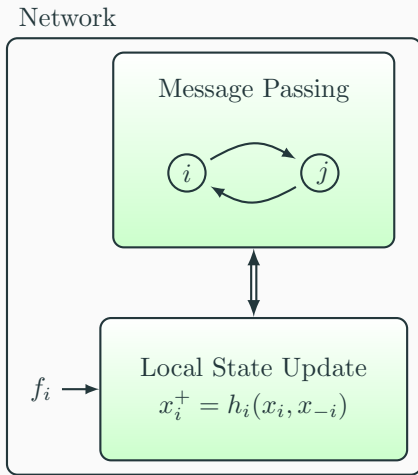 Network
Message Passing
i
j
Local State Update
f_i
x_i^+ = h_i(x_i, x_{-i})